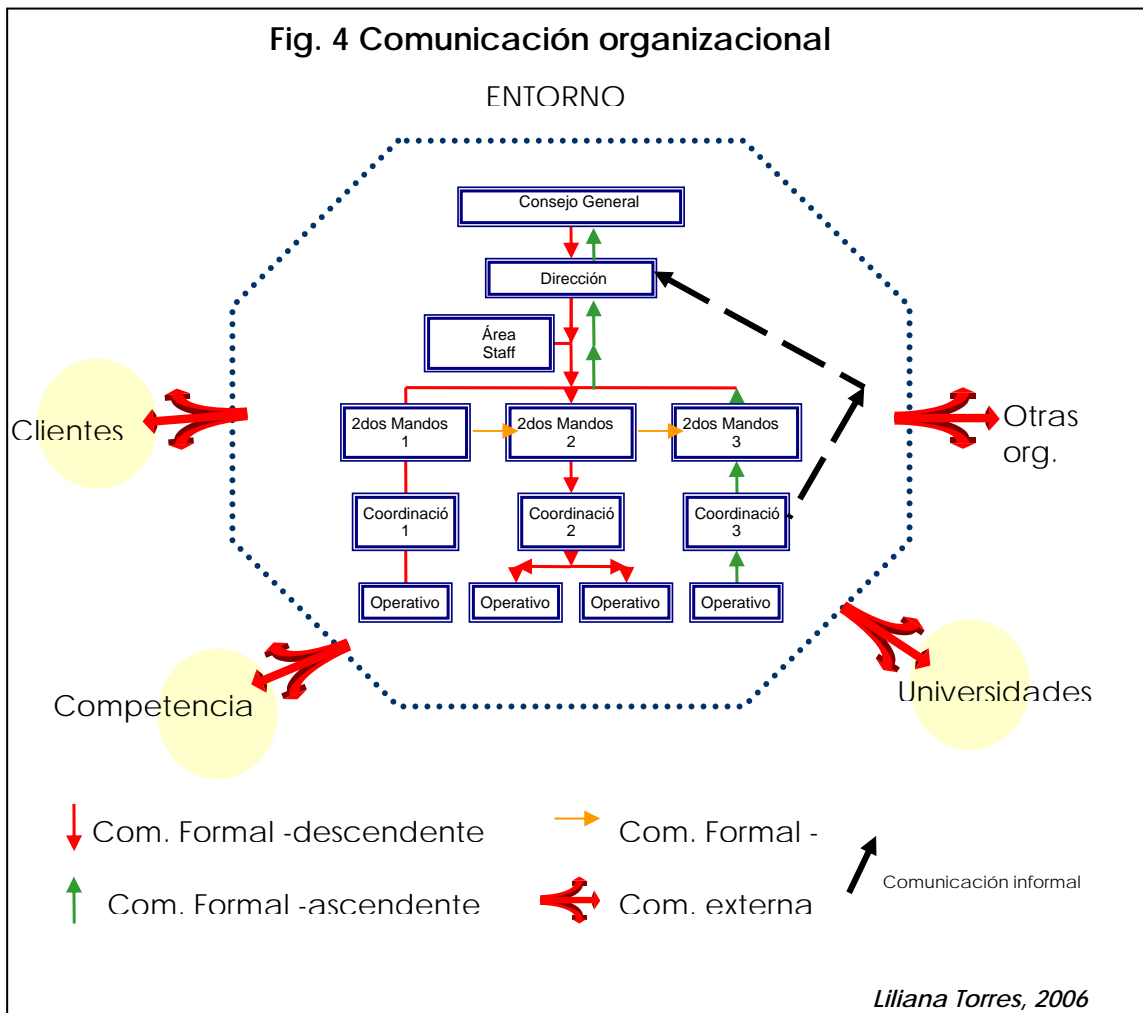 Fig. 4 Comunicación organizacional
ENTORNO
Consejo General
Dirección
Área
Staff
2dos Mandos
1
2dos Mandos
2
2dos Mandos
3
Clientes
Otras
org.
Coordinació
1
Coordinació
2
Coordinació
3
Operativo
Operativo
Operativo
Operativo
Competencia
Universidades
Com. Formal -descendente
Com. Formal -
Com. Formal -ascendente
Com. externa
Comunicación informal
Liliana Torres, 2006